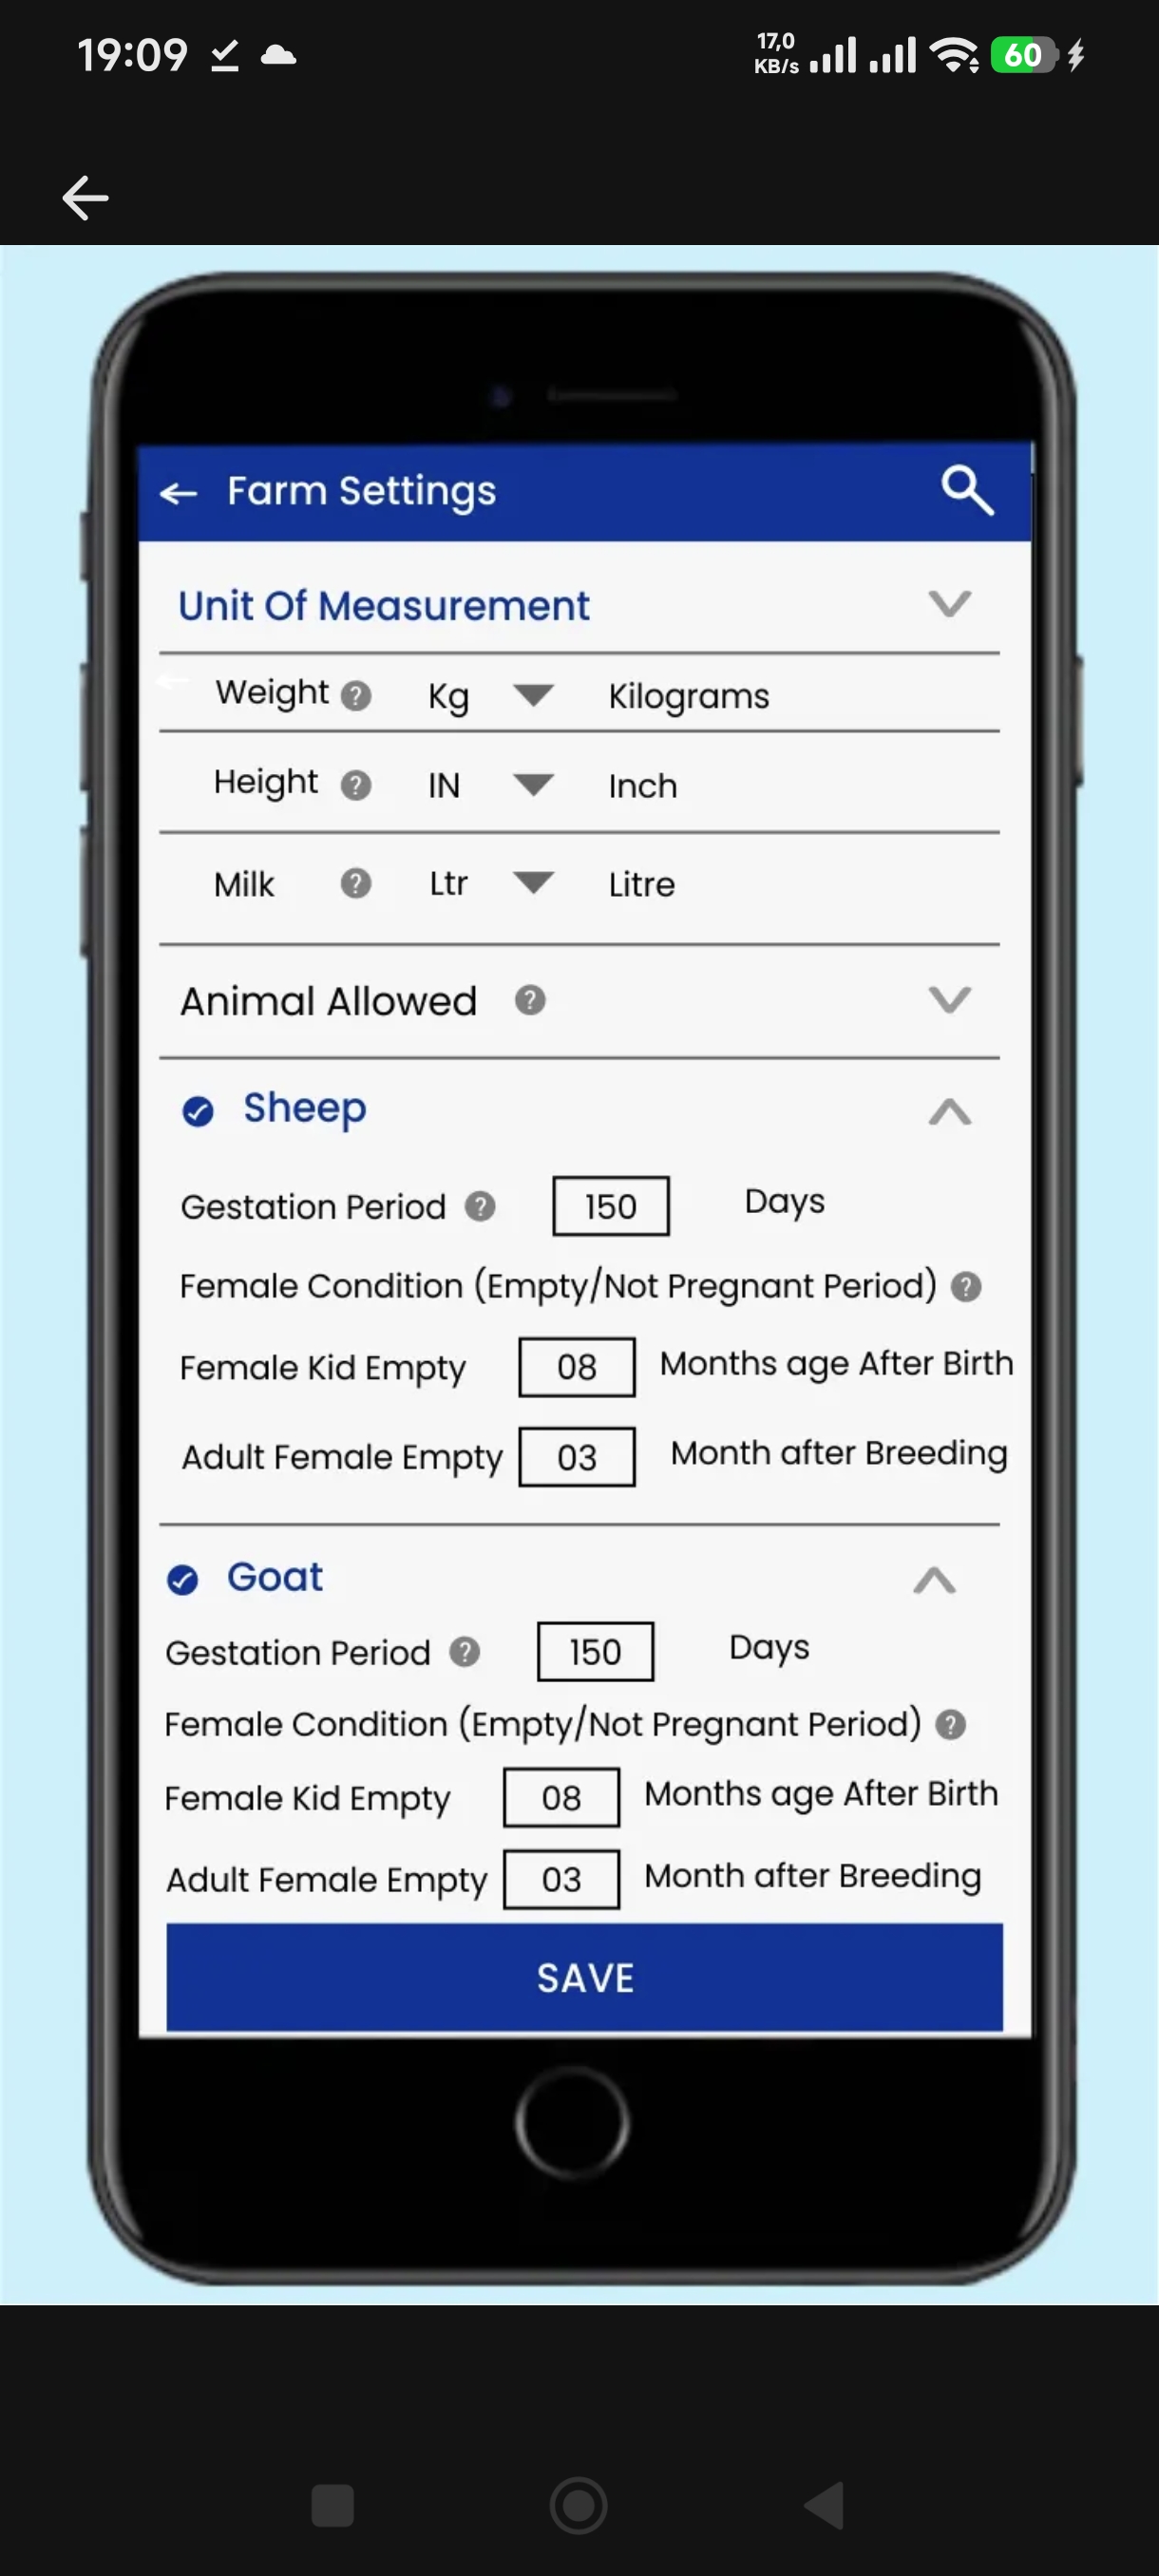 19:09
17,0
KB/s
60
Farm Settings
Unit Of Measurement
Weight ? Kg Kilograms
Height ? IN Inch
Milk ? Ltr Litre
Animal Allowed ?
Sheep
Gestation Period ? 150 Days
Female Condition (Empty/Not Pregnant Period) ?
Female Kid Empty 08 Months age After Birth
Adult Female Empty 03 Month after Breeding
Goat
Gestation Period ? 150 Days
Female Condition (Empty/Not Pregnant Period) ?
Female Kid Empty 08 Months age After Birth
Adult Female Empty 03 Month after Breeding
SAVE